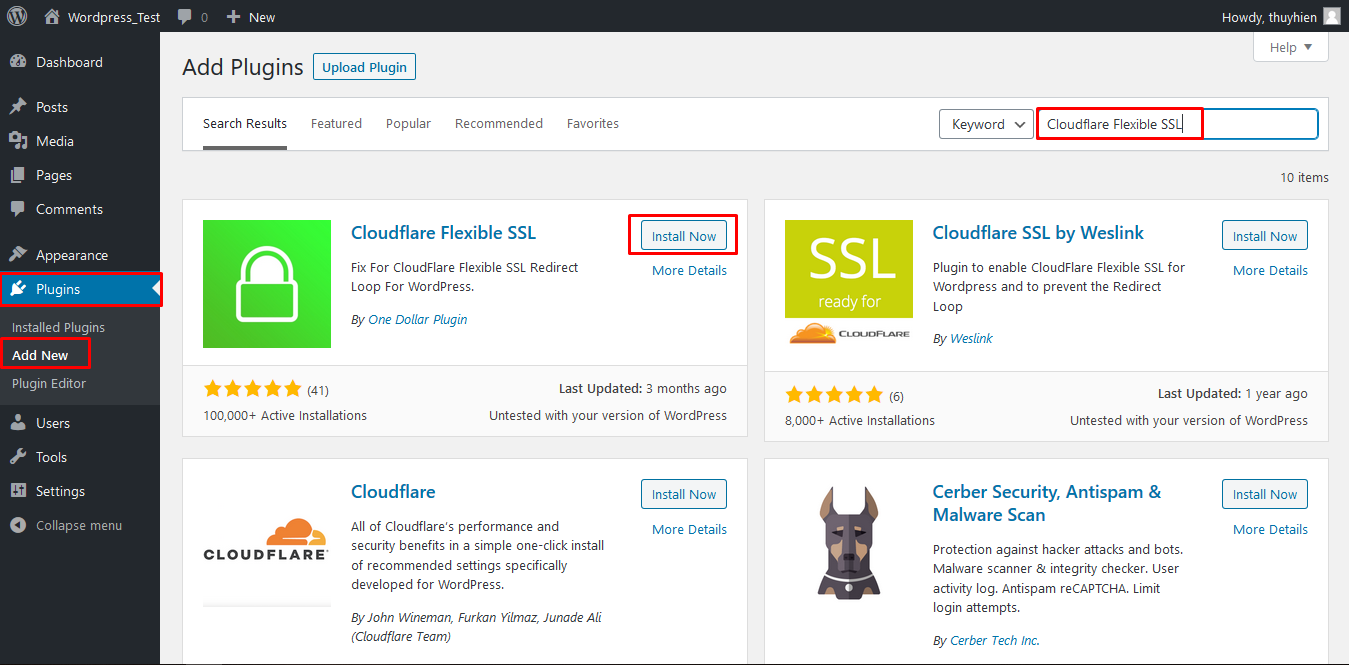 Wordpress_Test 0 New Howdy, thuyhien
Dashboard
Posts
Media
Pages
Comments
Appearance
Plugins
Installed Plugins
Add New
Plugin Editor
Users
Tools
Settings
Collapse menu
Help
Add Plugins Upload Plugin
Search Results Featured Popular Recommended Favorites Keyword Cloudflare Flexible SSL
10 items
Cloudflare Flexible SSL
Install Now
More Details
Fix For CloudFlare Flexible SSL Redirect
Loop For WordPress.
By One Dollar Plugin
(41)
100,000+ Active Installations
Last Updated: 3 months ago
Untested with your version of WordPress
SSL
ready for
CLOUDFLARE
Cloudflare SSL by Weslink
Install Now
More Details
Plugin to enable CloudFlare Flexible SSL for
Wordpress and to prevent the Redirect
Loop
By Weslink
(6)
8,000+ Active Installations
Last Updated: 1 year ago
Untested with your version of WordPress
CLOUDFLARE
Cloudflare
Install Now
More Details
All of Cloudflare's performance and
security benefits in a simple one-click install
of recommended settings specifically
developed for WordPress.
By John Wineman, Furkan Yilmaz, Junade Ali
(Cloudflare Team)
Cerber Security, Antispam &
Malware Scan
Install Now
More Details
Protection against hacker attacks and bots.
Malware scanner & integrity checker. User
activity log. Antispam reCAPTCHA. Limit
login attempts.
By Cerber Tech Inc.